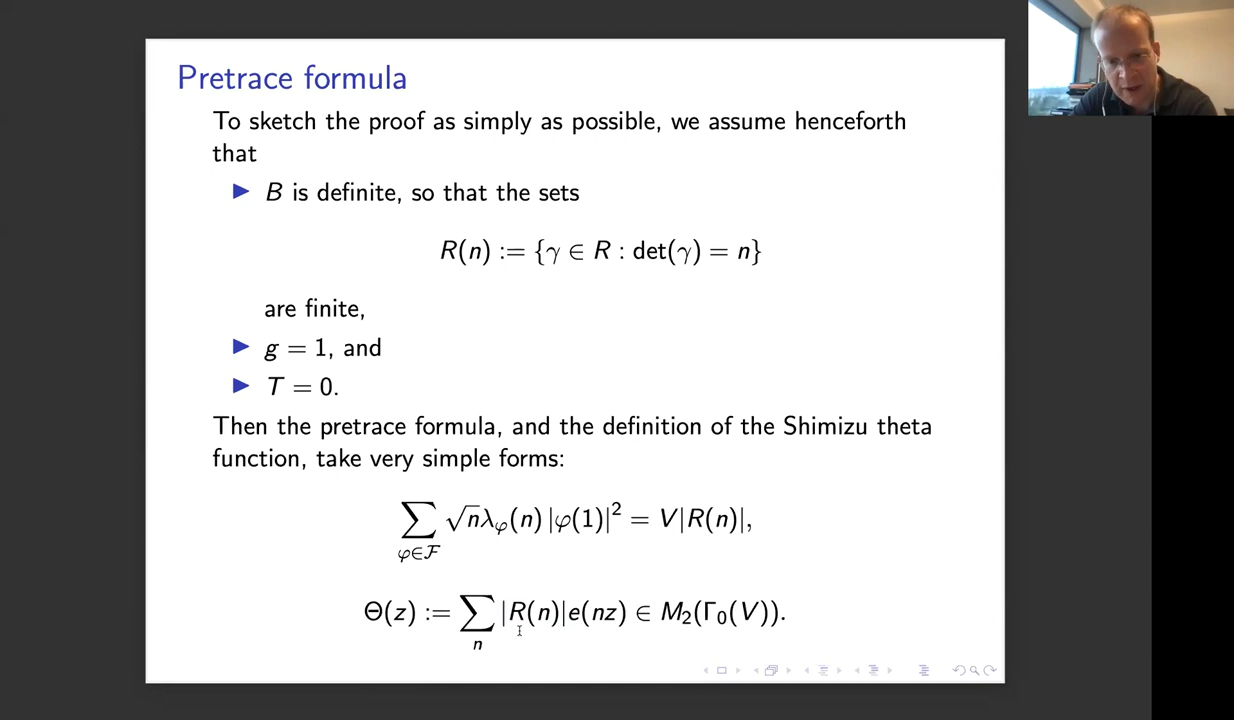 Pretrace formula
To sketch the proof as simply as possible, we assume henceforth
that
▶ B is definite, so that the sets
R(n) := {γ ∈ R : det(γ) = n}
are finite,
▶ g = 1, and
▶ T = 0.
Then the pretrace formula, and the definition of the Shimizu theta
function, take very simple forms:
∑_{φ∈𝓕} √n λ_φ(n) |φ(1)|² = V|R(n)|,
Θ(z) := ∑_n |R(n)|e(nz) ∈ M₂(Γ₀(V)).